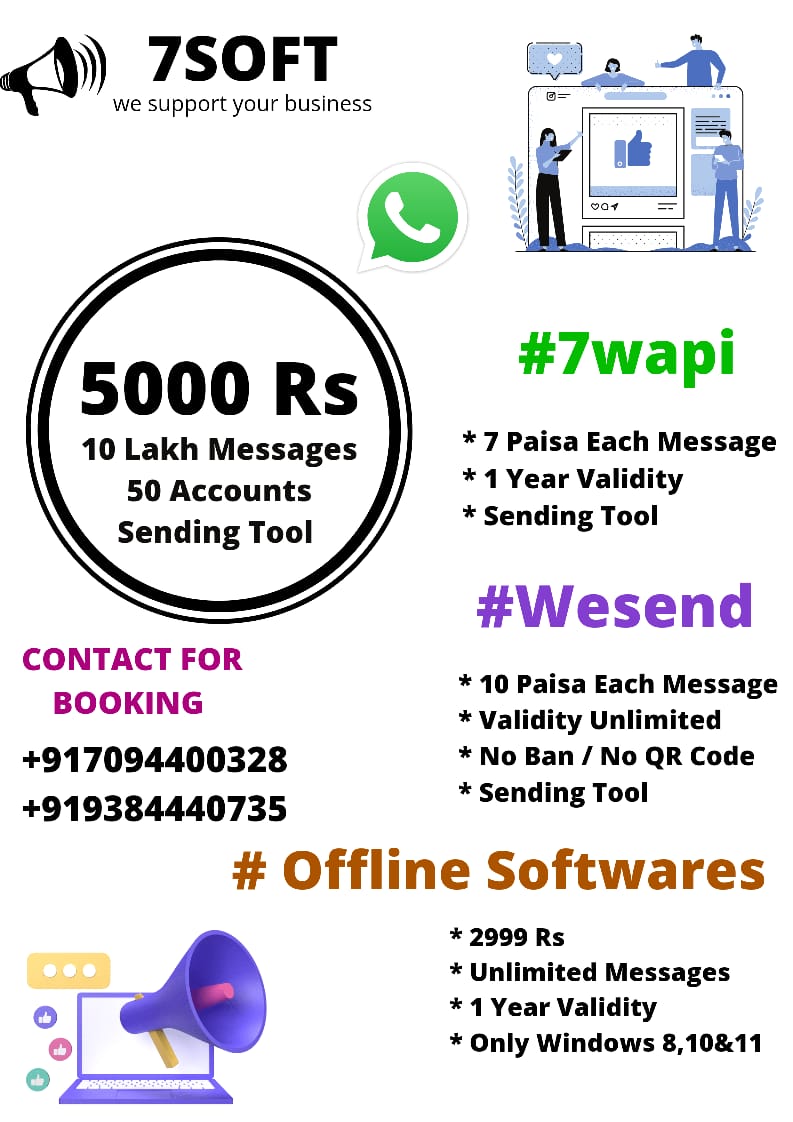 7SOFT
we support your business
5000 Rs
10 Lakh Messages
50 Accounts
Sending Tool
#7wapi
* 7 Paisa Each Message
* 1 Year Validity
* Sending Tool
#Wesend
* 10 Paisa Each Message
* Validity Unlimited
* No Ban / No QR Code
* Sending Tool
CONTACT FOR
BOOKING
+917094400328
+919384440735
# Offline Softwares
* 2999 Rs
* Unlimited Messages
* 1 Year Validity
* Only Windows 8,10&11